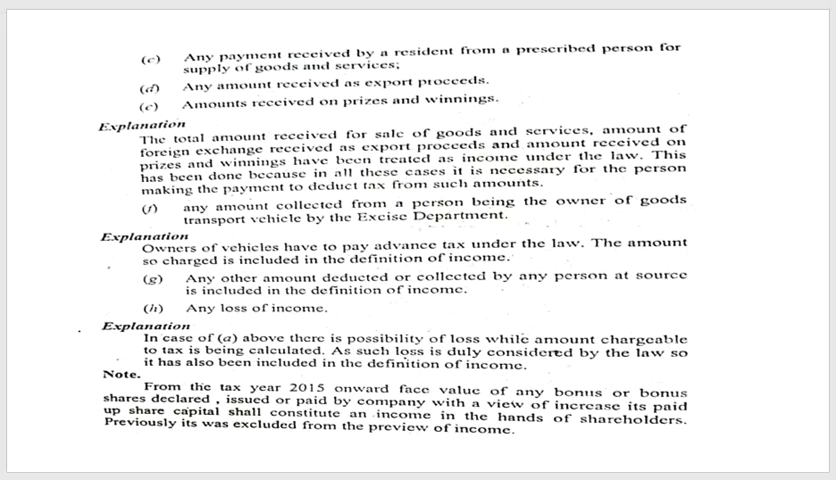 (c) Any payment received by a resident from a prescribed person for
supply of goods and services;
(d) Any amount received as export proceeds.
(e) Amounts received on prizes and winnings.
Explanation
The total amount received for sale of goods and services, amount of
foreign exchange received as export proceeds and amount received on
prizes and winnings have been treated as income under the law. This
has been done because in all these cases it is necessary for the person
making the payment to deduct tax from such amounts.
(f) any amount collected from a person being the owner of goods
transport vehicle by the Excise Department.
Explanation
Owners of vehicles have to pay advance tax under the law. The amount
so charged is included in the definition of income.
(g) Any other amount deducted or collected by any person at source
is included in the definition of income.
(h) Any loss of income.
Explanation
In case of (a) above there is possibility of loss while amount chargeable
to tax is being calculated. As such loss is duly considered by the law so
it has also been included in the definition of income.
Note.
From the tax year 2015 onward face value of any bonus or bonus
shares declared , issued or paid by company with a view of increase its paid
up share capital shall constitute an income in the hands of shareholders.
Previously its was excluded from the preview of income.